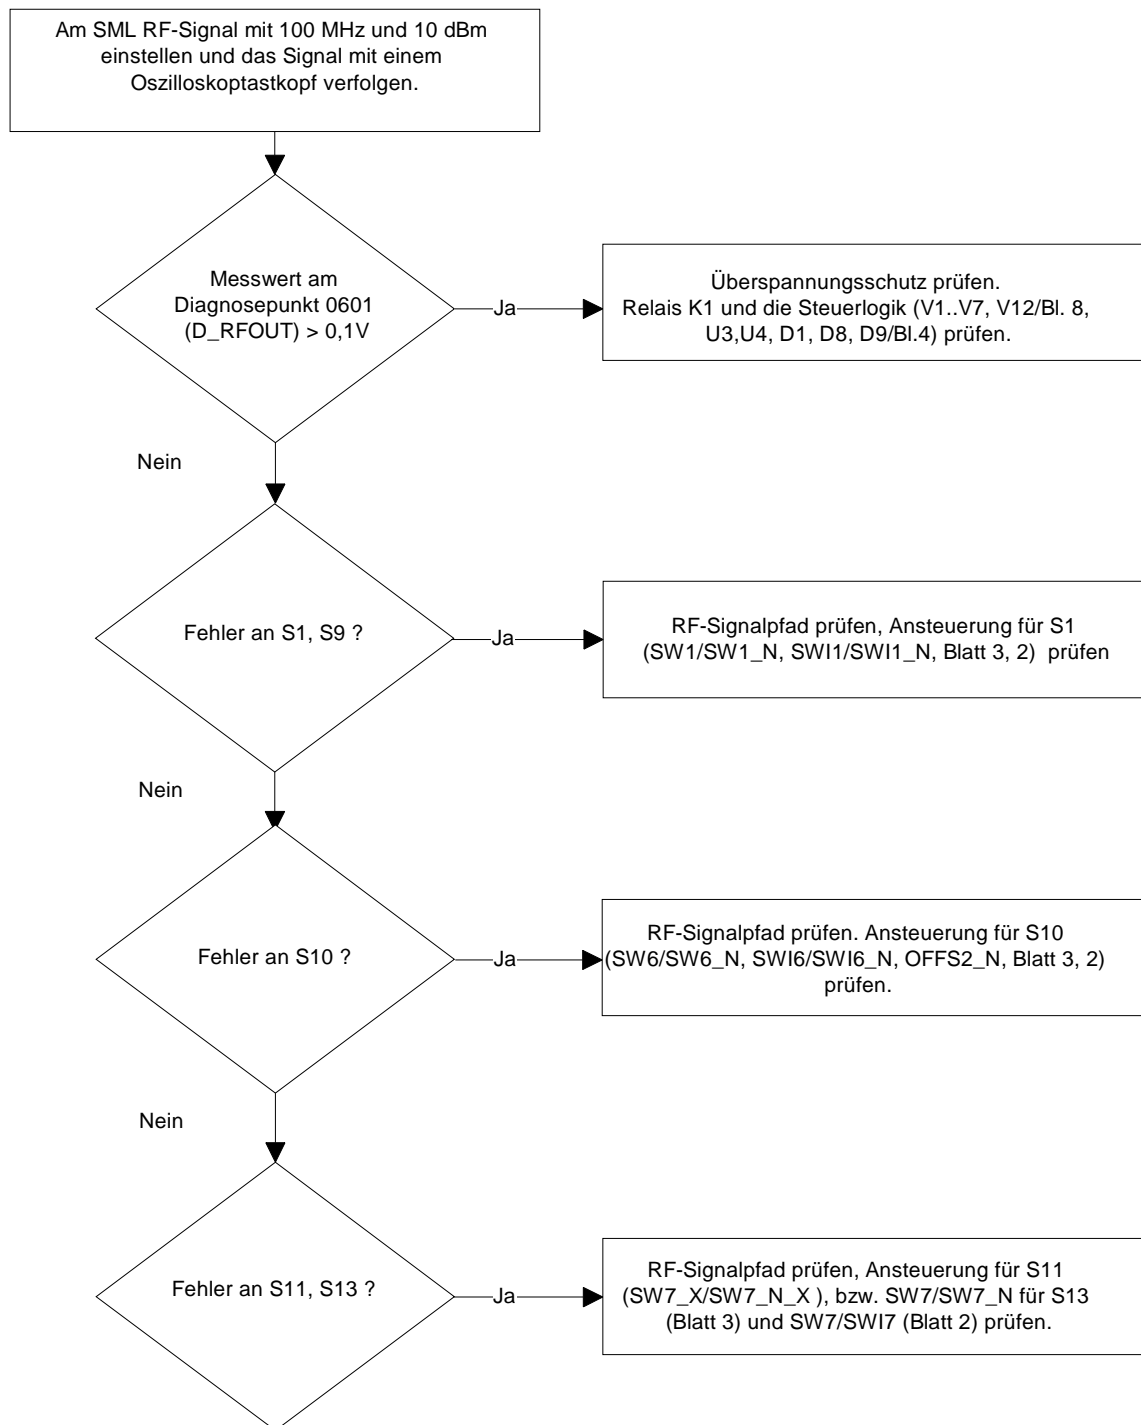 Am SML RF-Signal mit 100 MHz und 10 dBm
einstellen und das Signal mit einem
Oszilloskoptastkopf verfolgen.
Messwert am
Diagnosepunkt 0601
(D_RFOUT) > 0,1V
Ja
Überspannungsschutz prüfen.
Relais K1 und die Steuerlogik (V1..V7, V12/Bl. 8,
U3,U4, D1, D8, D9/Bl.4) prüfen.
Nein
Fehler an S1, S9 ?
Ja
RF-Signalpfad prüfen, Ansteuerung für S1
(SW1/SW1_N, SWI1/SWI1_N, Blatt 3, 2) prüfen
Nein
Fehler an S10 ?
Ja
RF-Signalpfad prüfen. Ansteuerung für S10
(SW6/SW6_N, SWI6/SWI6_N, OFFS2_N, Blatt 3, 2)
prüfen.
Nein
Fehler an S11, S13 ?
Ja
RF-Signalpfad prüfen, Ansteuerung für S11
(SW7_X/SW7_N_X ), bzw. SW7/SW7_N für S13
(Blatt 3) und SW7/SWI7 (Blatt 2) prüfen.